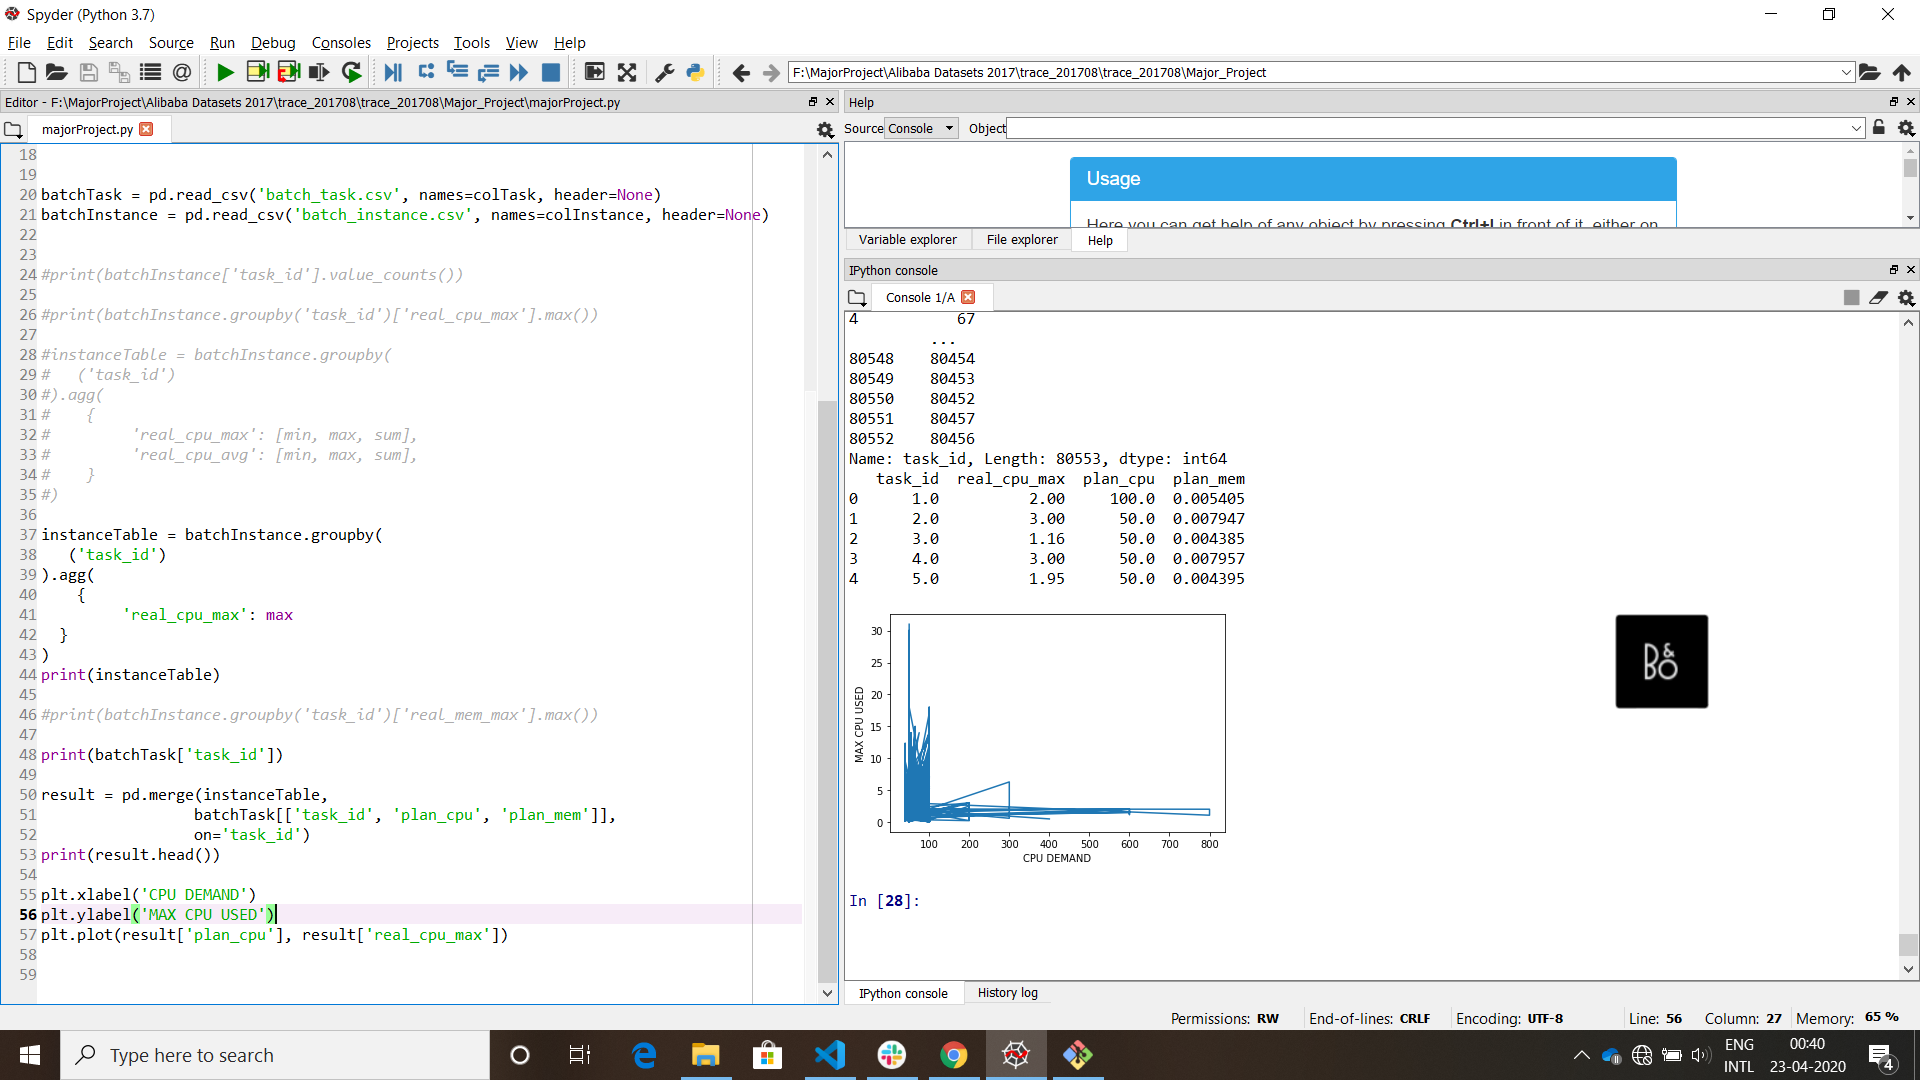 Spyder (Python 3.7)
File Edit Search Source Run Debug Consoles Projects Tools View Help
F:\MajorProject\Alibaba Datasets 2017\trace_201708\trace_201708\Major_Project
Editor - F:\MajorProject\Alibaba Datasets 2017\trace_201708\trace_201708\Major_Project\majorProject.py
majorProject.py
18
19
20 batchTask = pd.read_csv('batch_task.csv', names=colTask, header=None)
21 batchInstance = pd.read_csv('batch_instance.csv', names=colInstance, header=None)
22
23
24 #print(batchInstance['task_id'].value_counts())
25
26 #print(batchInstance.groupby('task_id')['real_cpu_max'].max())
27
28 #instanceTable = batchInstance.groupby(
29 #   ('task_id')
30 #).agg(
31 #    {
32 #         'real_cpu_max': [min, max, sum],
33 #         'real_cpu_avg': [min, max, sum],
34 #    }
35 #)
36
37 instanceTable = batchInstance.groupby(
38    ('task_id')
39 ).agg(
40     {
41          'real_cpu_max': max
42   }
43 )
44 print(instanceTable)
45
46 #print(batchInstance.groupby('task_id')['real_mem_max'].max())
47
48 print(batchTask['task_id'])
49
50 result = pd.merge(instanceTable,
51                  batchTask[['task_id', 'plan_cpu', 'plan_mem']],
52                  on='task_id')
53 print(result.head())
54
55 plt.xlabel('CPU DEMAND')
56 plt.ylabel('MAX CPU USED')
57 plt.plot(result['plan_cpu'], result['real_cpu_max'])
58
59
Help
Source Console Object
Usage
Here you can get help of any object by pressing Ctrl+I in front of it, either on
Variable explorer File explorer Help
IPython console
Console 1/A
4 67
...
80548 80454
80549 80453
80550 80452
80551 80457
80552 80456
Name: task_id, Length: 80553, dtype: int64
task_id real_cpu_max plan_cpu plan_mem
0 1.0 2.00 100.0 0.005405
1 2.0 3.00 50.0 0.007947
2 3.0 1.16 50.0 0.004385
3 4.0 3.00 50.0 0.007957
4 5.0 1.95 50.0 0.004395
MAX CPU USED
30
25
20
15
10
5
0
100 200 300 400 500 600 700 800
CPU DEMAND
B&O
In [28]:
IPython console History log
Permissions: RW End-of-lines: CRLF Encoding: UTF-8 Line: 56 Column: 27 Memory: 65 %
Type here to search
ENG
INTL
00:40
23-04-2020
4